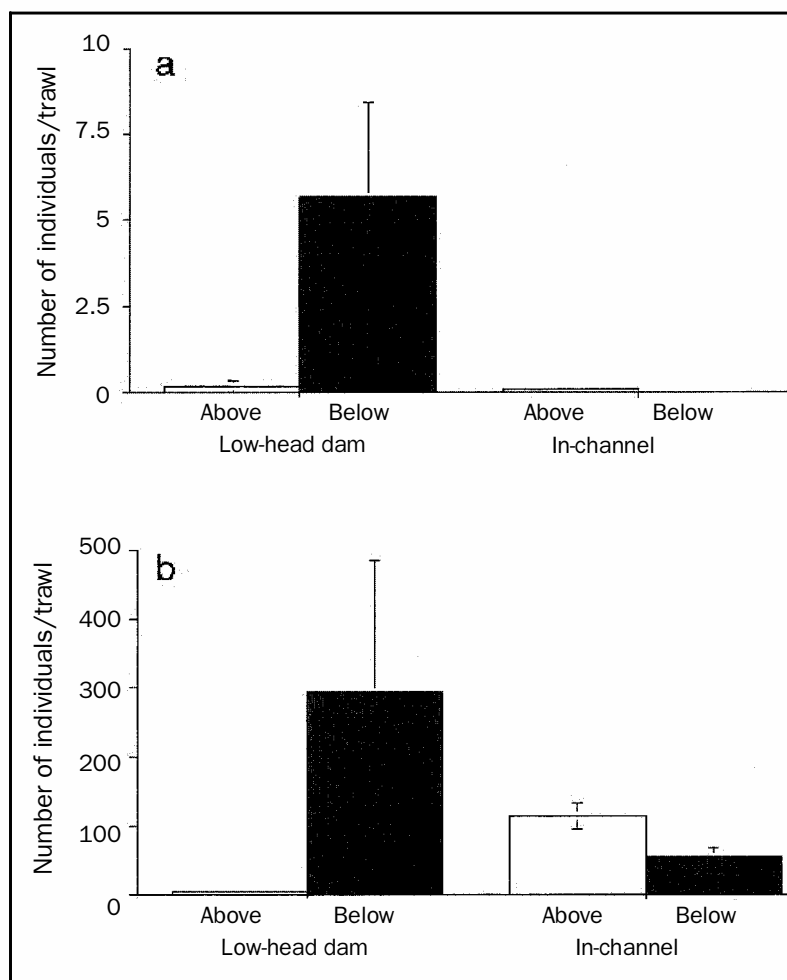 10
a
7.5
5
2.5
0
Number of individuals/trawl
Above Below Above Below
Low-head dam In-channel
500
b
400
300
200
100
0
Number of individuals/trawl
Above Below Above Below
Low-head dam In-channel